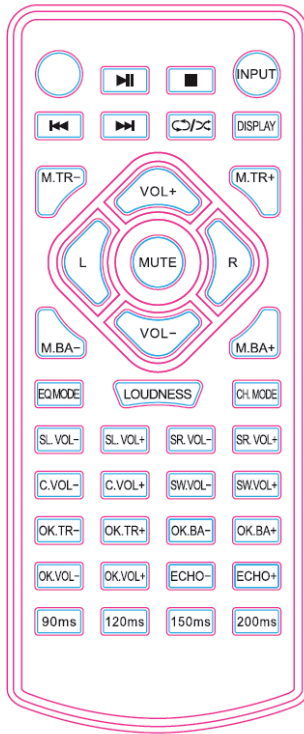 INPUT
DISPLAY
M.TR− M.TR+
VOL+
L MUTE R
VOL−
M.BA− M.BA+
EQ.MODE LOUDNESS CH. MODE
SL. VOL− SL. VOL+ SR. VOL− SR. VOL+
C.VOL− C.VOL+ SW.VOL− SW.VOL+
OK.TR− OK.TR+ OK.BA− OK.BA+
OK.VOL− OK.VOL+ ECHO− ECHO+
90ms 120ms 150ms 200ms